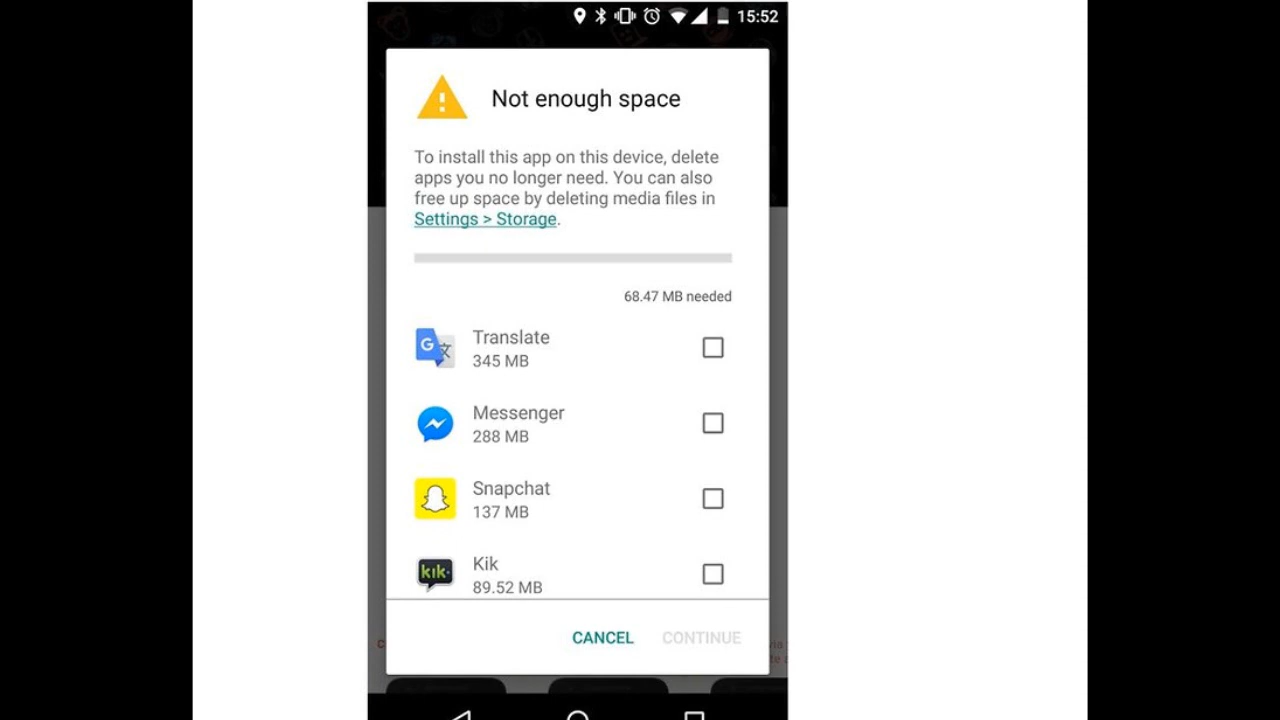 15:52
Not enough space
To install this app on this device, delete
apps you no longer need. You can also
free up space by deleting media files in
Settings > Storage.
68.47 MB needed
G 文
Translate
345 MB
Messenger
288 MB
Snapchat
137 MB
kik
Kik
89.52 MB
CANCEL CONTINUE